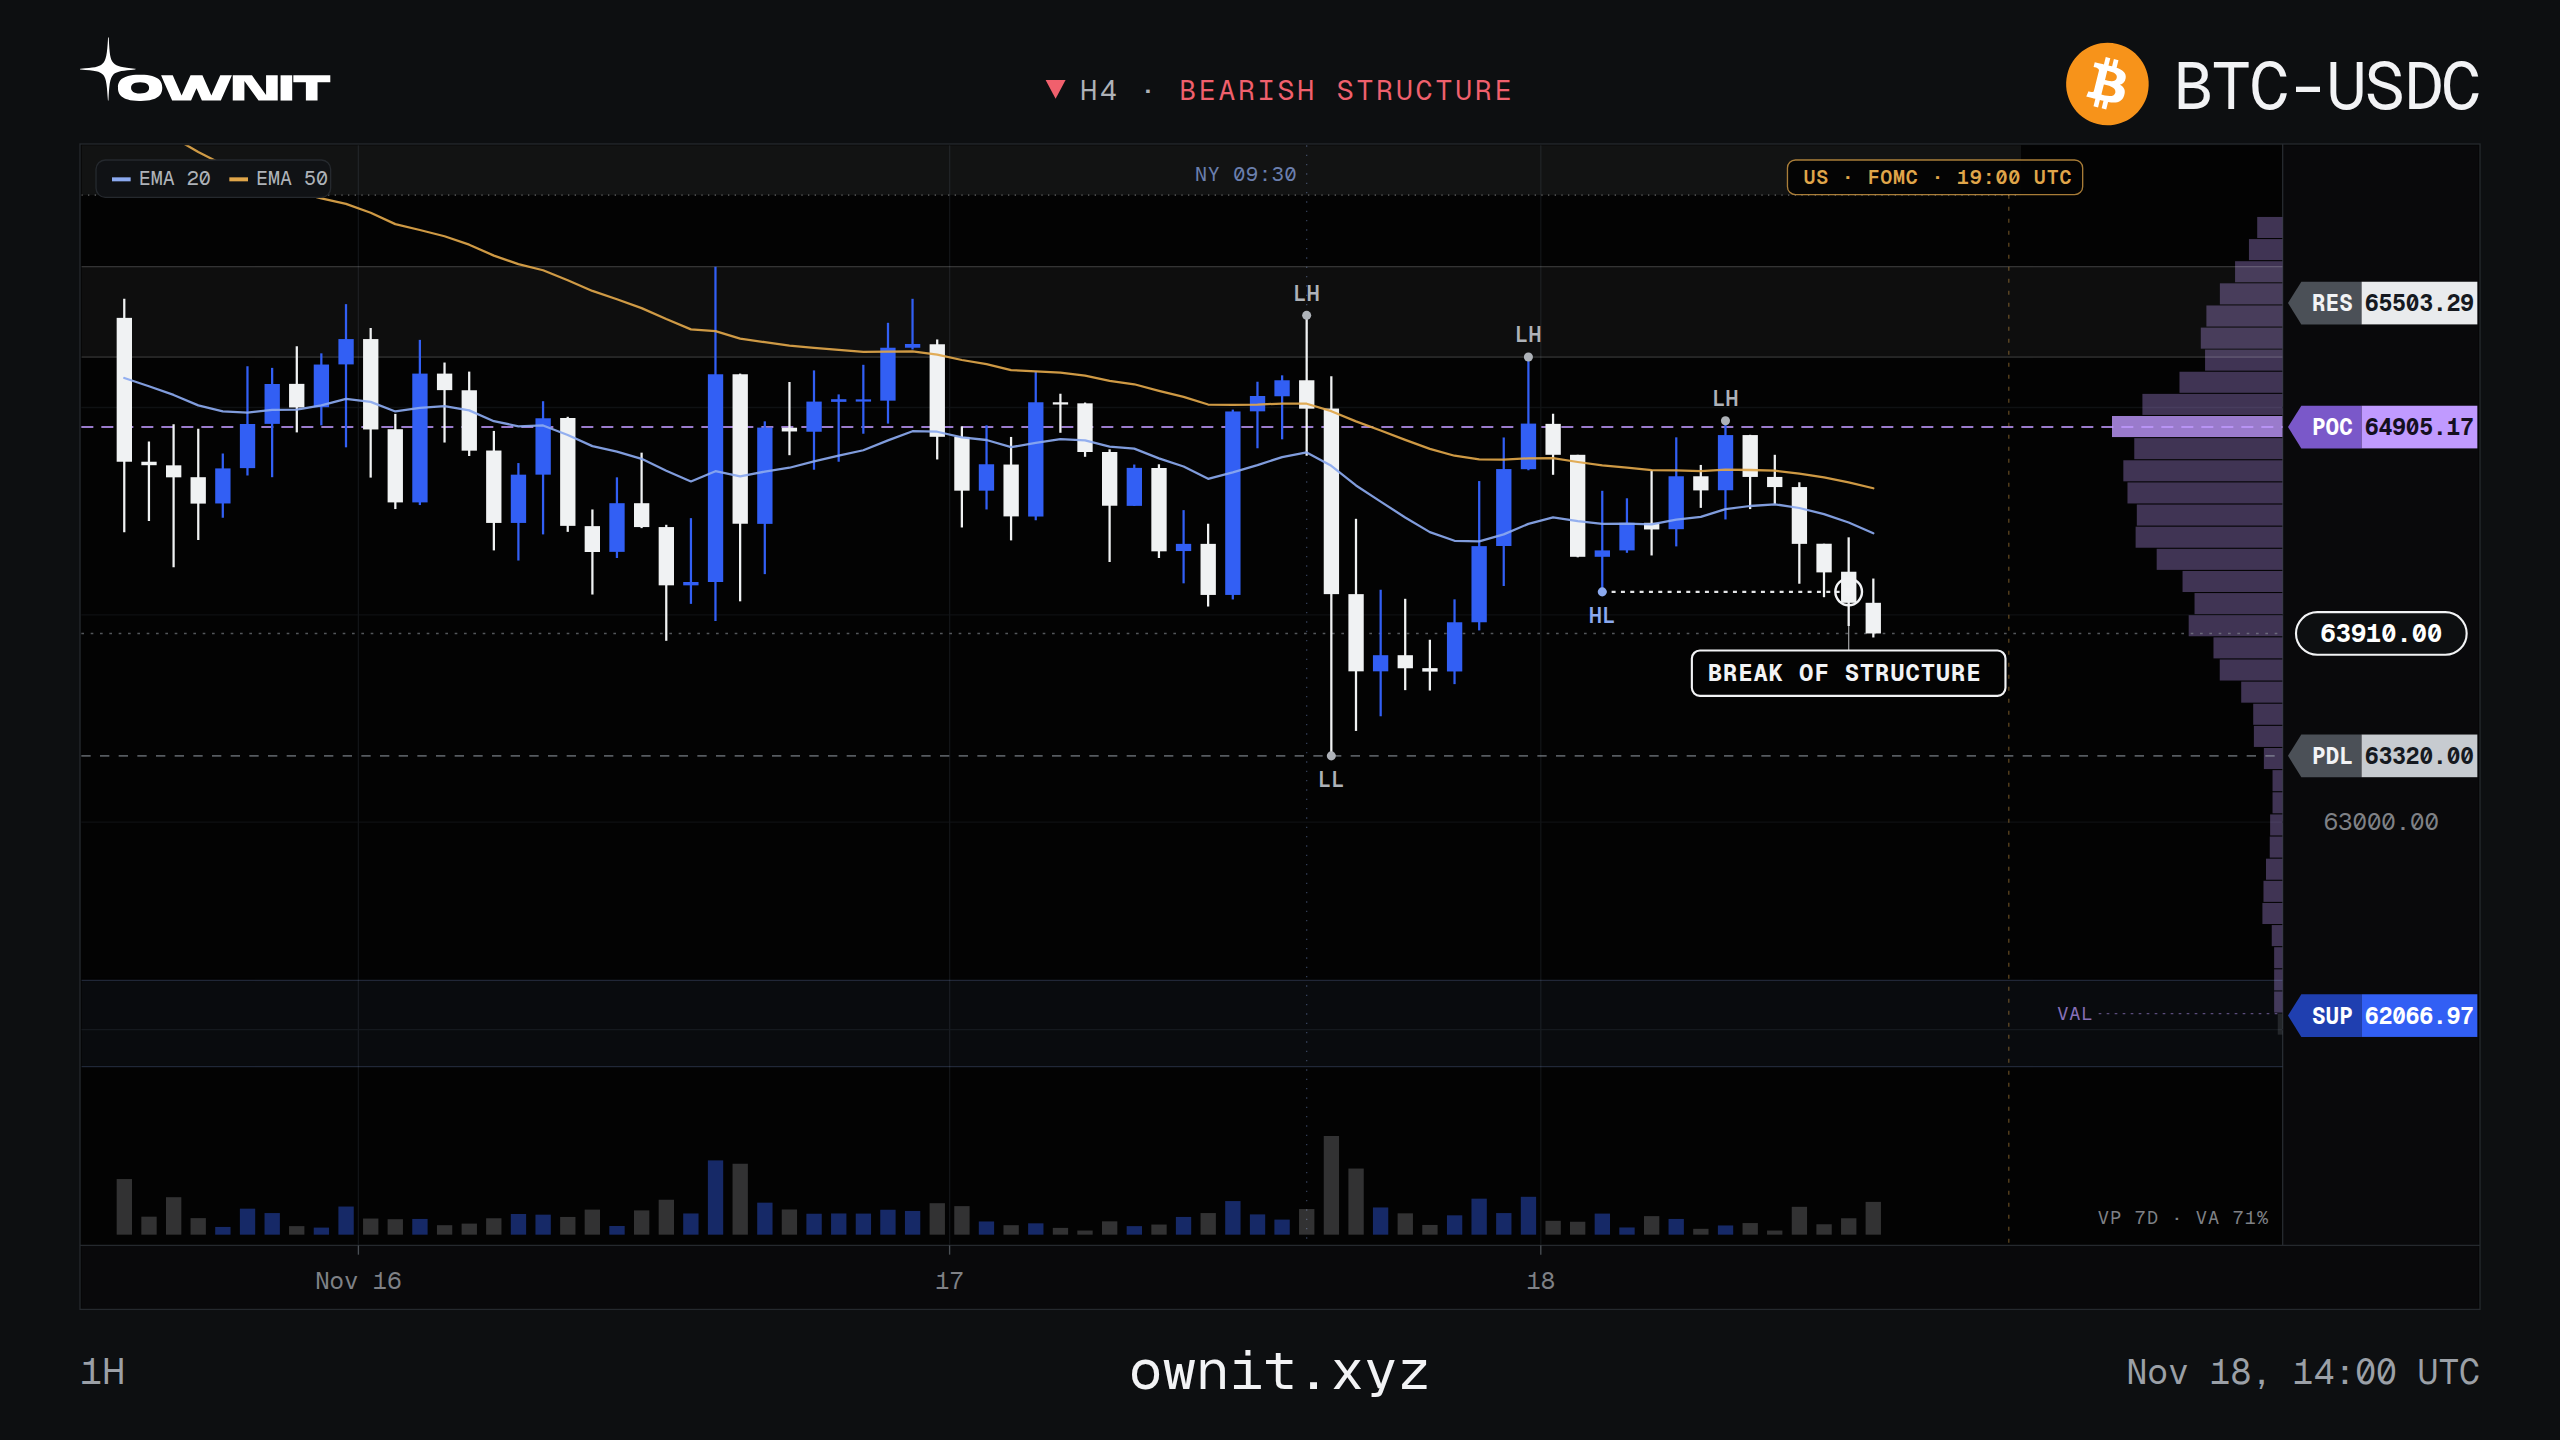 OWNIT
▼ H4 · BEARISH STRUCTURE
BTC-USDC
EMA 20 EMA 50
NY 09:30
US · FOMC · 19:00 UTC
LH
RES 65503.29
LH
LH
POC 64905.17
HL
63910.00
BREAK OF STRUCTURE
PDL 63320.00
LL
63000.00
VAL
SUP 62066.97
VP 7D · VA 71%
Nov 16
17
18
1H
ownit.xyz
Nov 18, 14:00 UTC